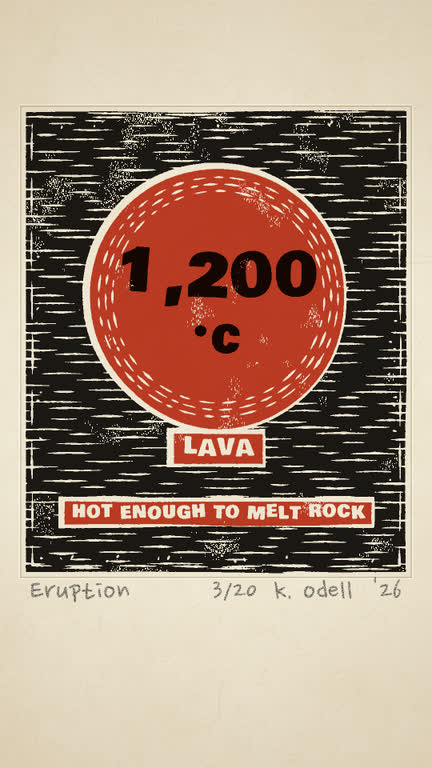 1,200
°C
LAVA
HOT ENOUGH TO MELT ROCK
Eruption 3/20 k. odell '26